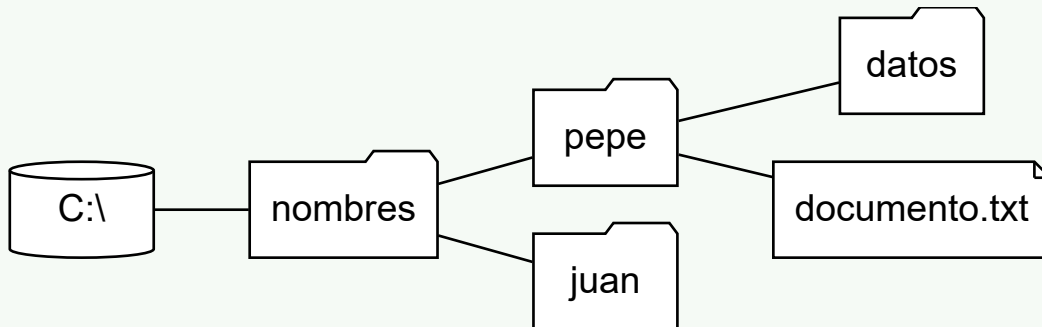 C:\
nombres
pepe
datos
documento.txt
juan